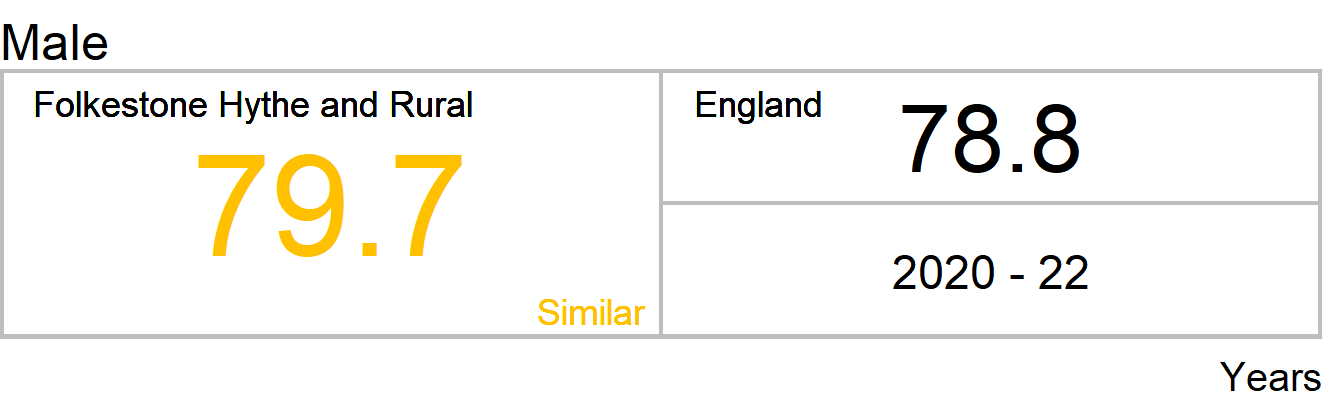 Male
Folkestone Hythe and Rural
79.7
Similar
England
78.8
2020 - 22
Years